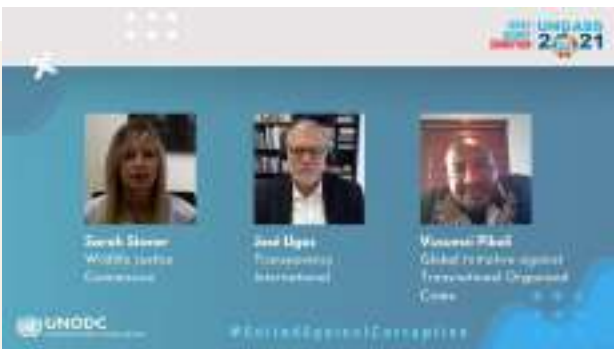 UNGASS
2021
Sarah Stoner
Wildlife Justice
Commission
José Ugaz
Transparency
International
Vusumzi Pikoli
Global Initiative against
Transnational Organized
Crime
UNODC
#UnitedAgainstCorruption